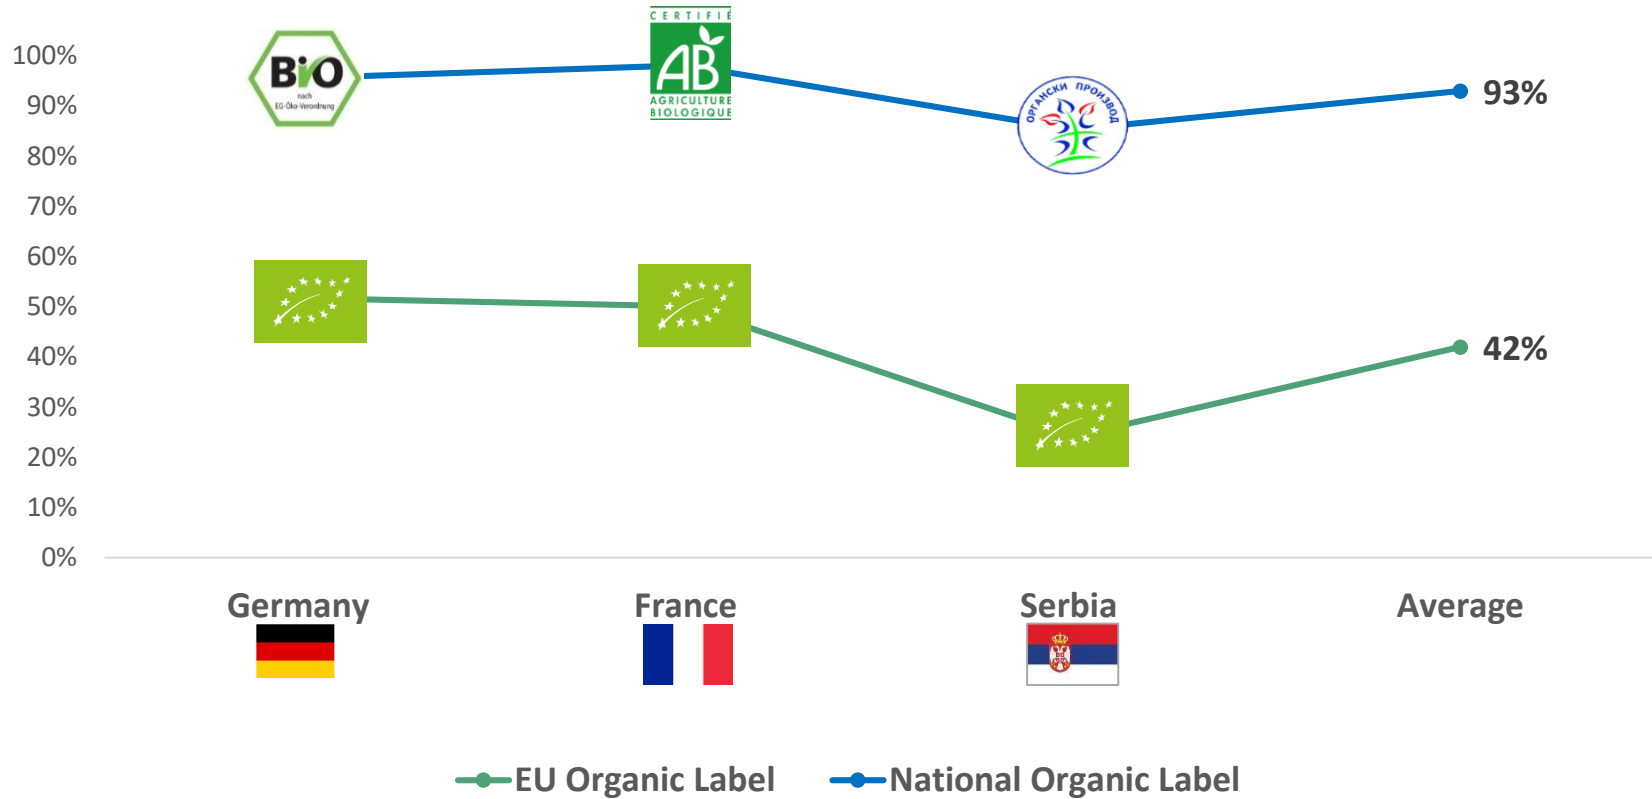 100%
90%
80%
70%
60%
50%
40%
30%
20%
10%
0%
Bio
nach
EG-Öko-Verordnung
CERTIFIÉ
AB
AGRICULTURE
BIOLOGIQUE
ОРГАНСКИ ПРОИЗВОД
93%
42%
Germany
France
Serbia
Average
EU Organic Label
National Organic Label